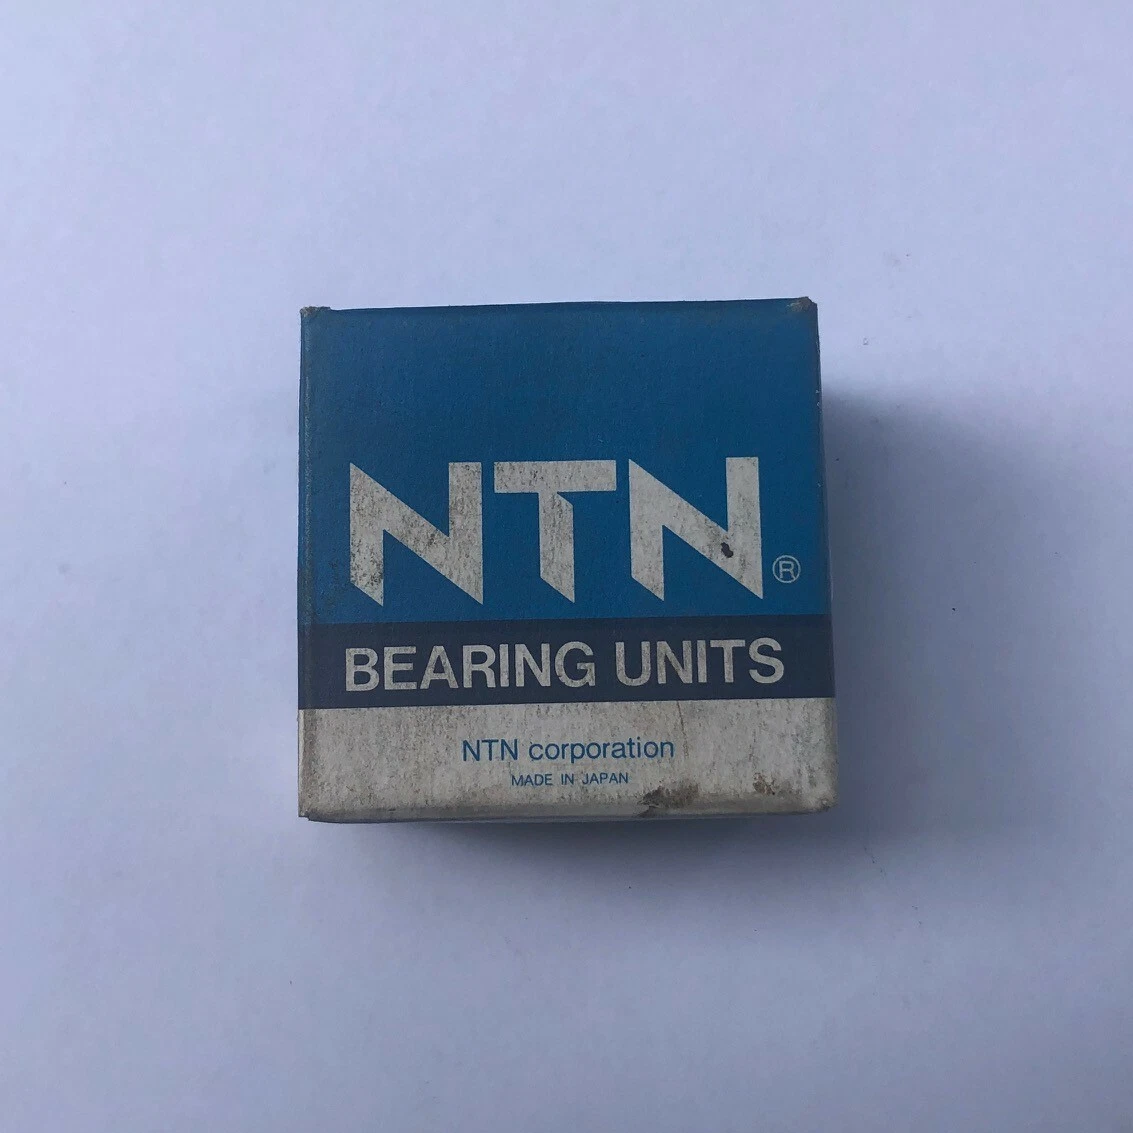 NTN®
BEARING UNITS
NTN corporation
MADE IN JAPAN